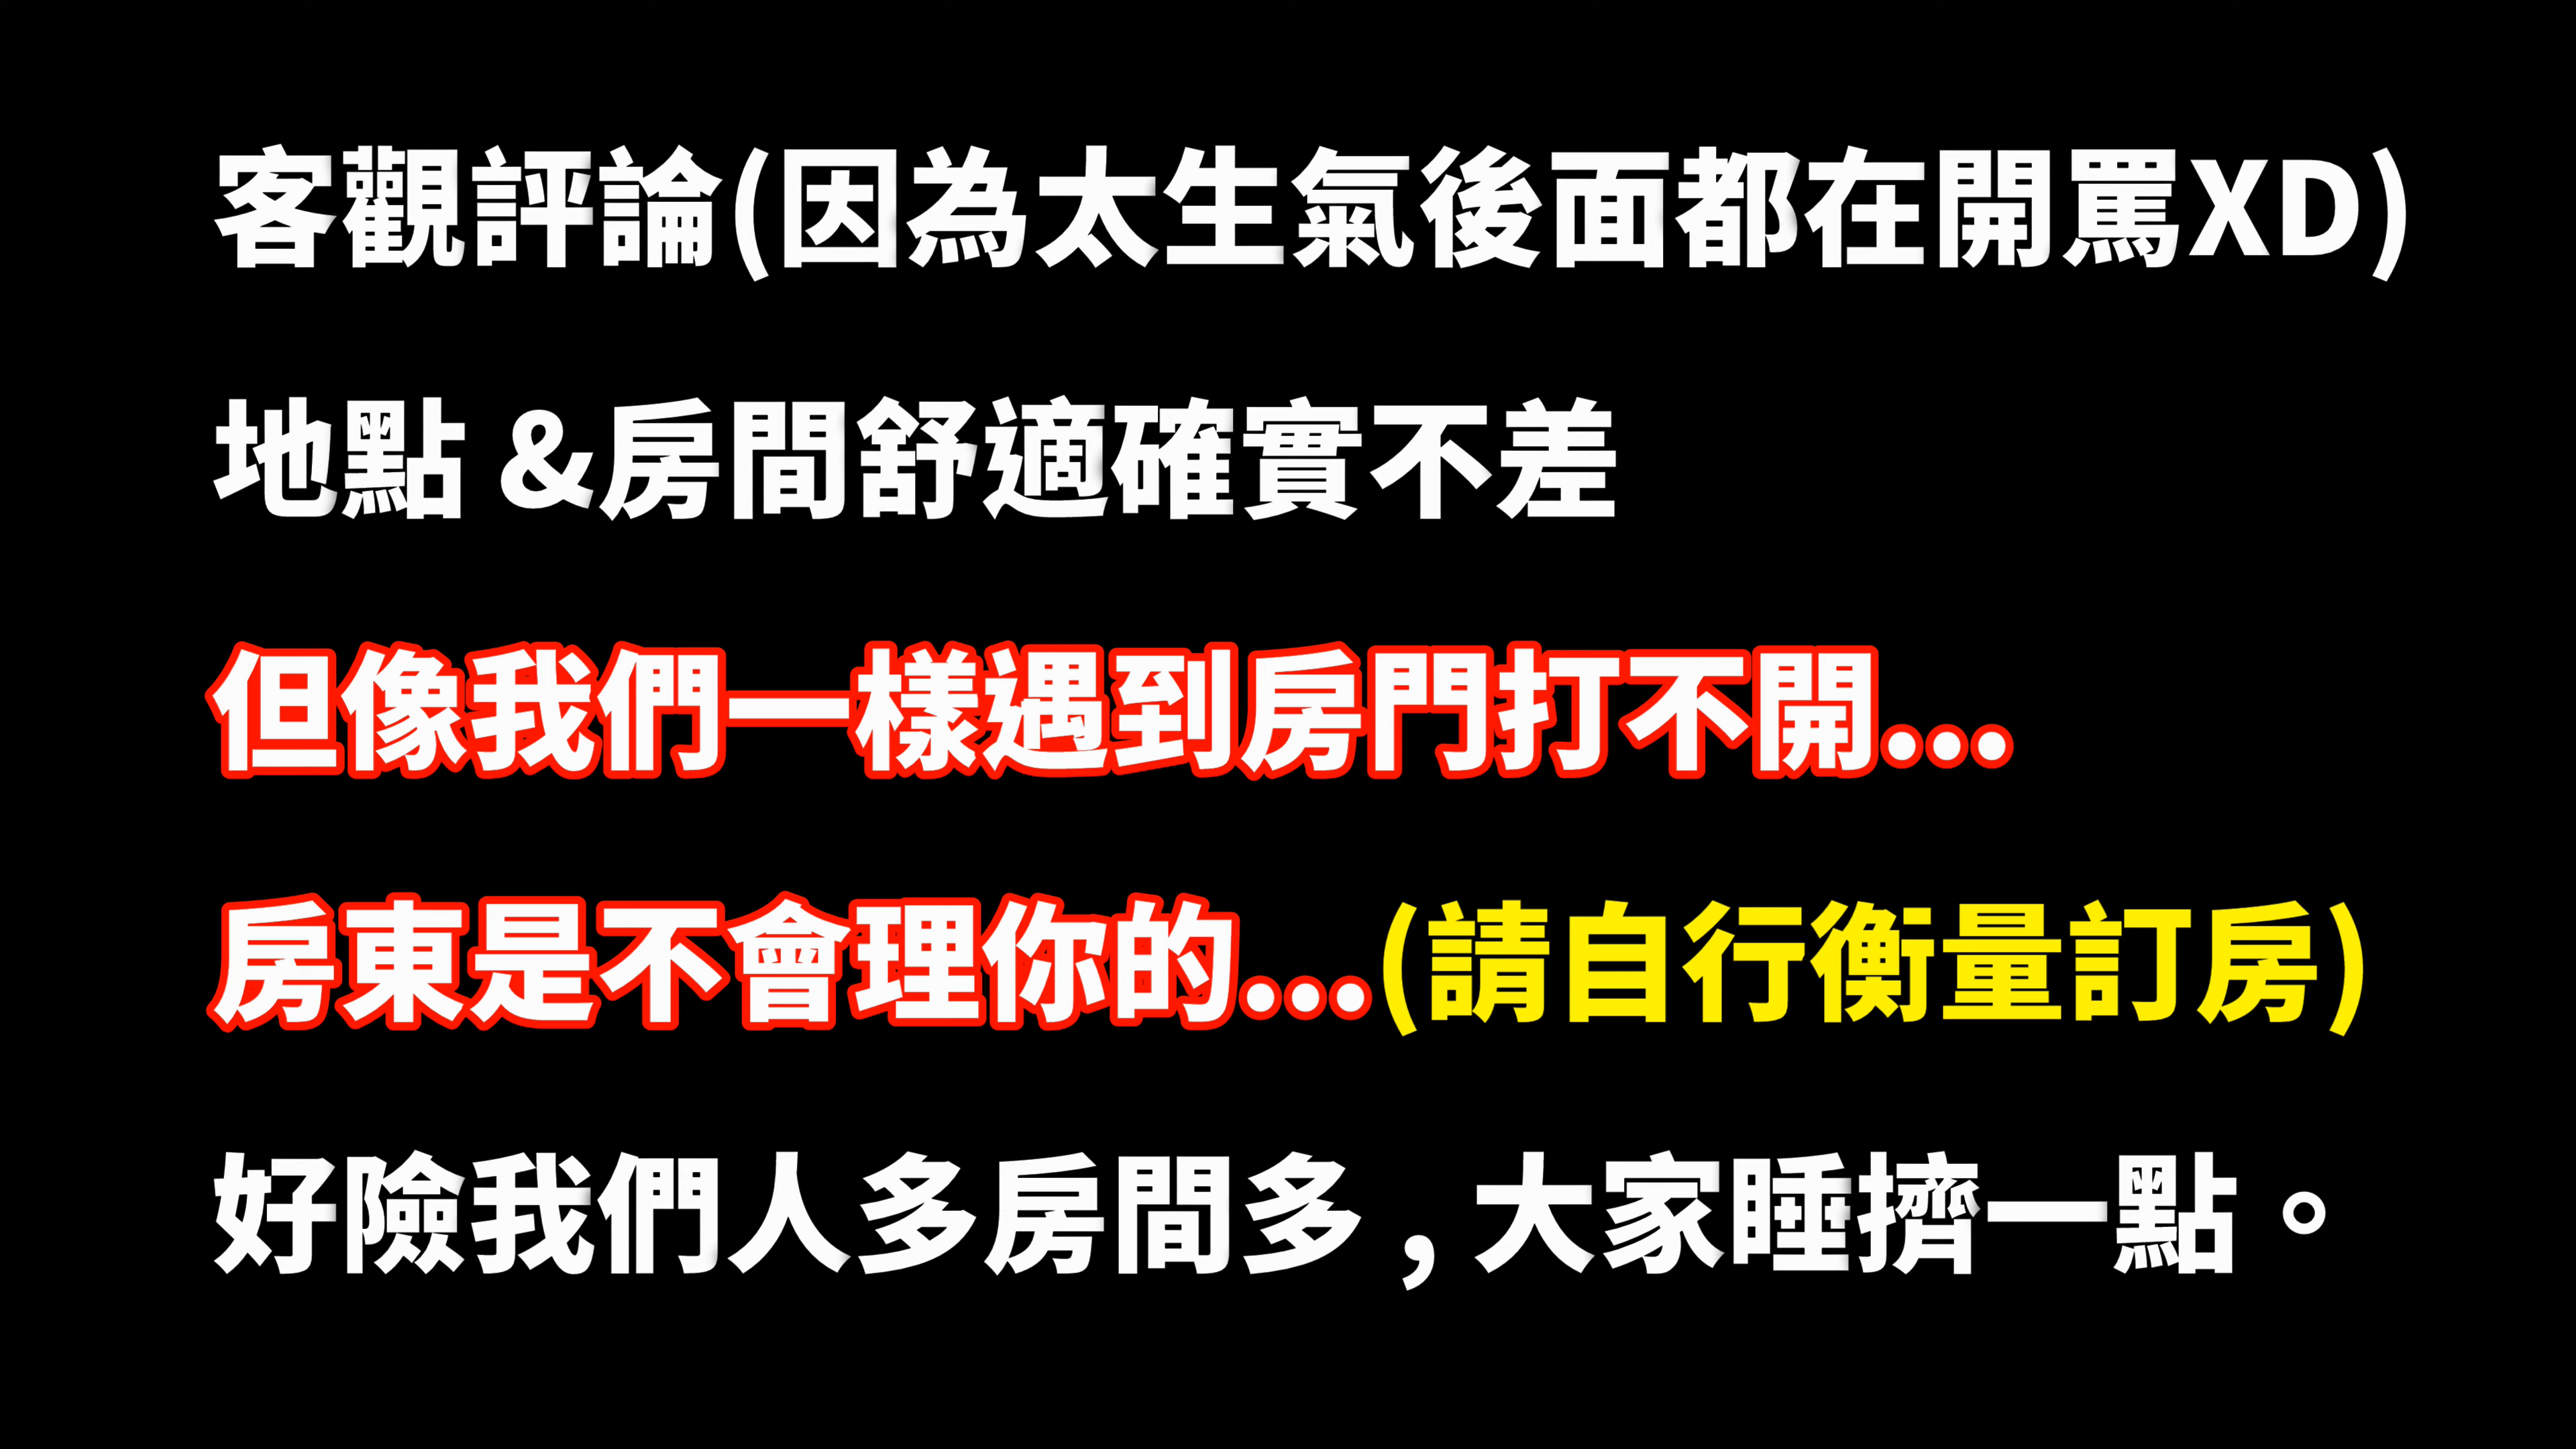 客觀評論(因為太生氣後面都在開罵XD)
地點 &房間舒適確實不差
但像我們一樣遇到房門打不開...
房東是不會理你的...(請自行衡量訂房)
好險我們人多房間多 , 大家睡擠一點。